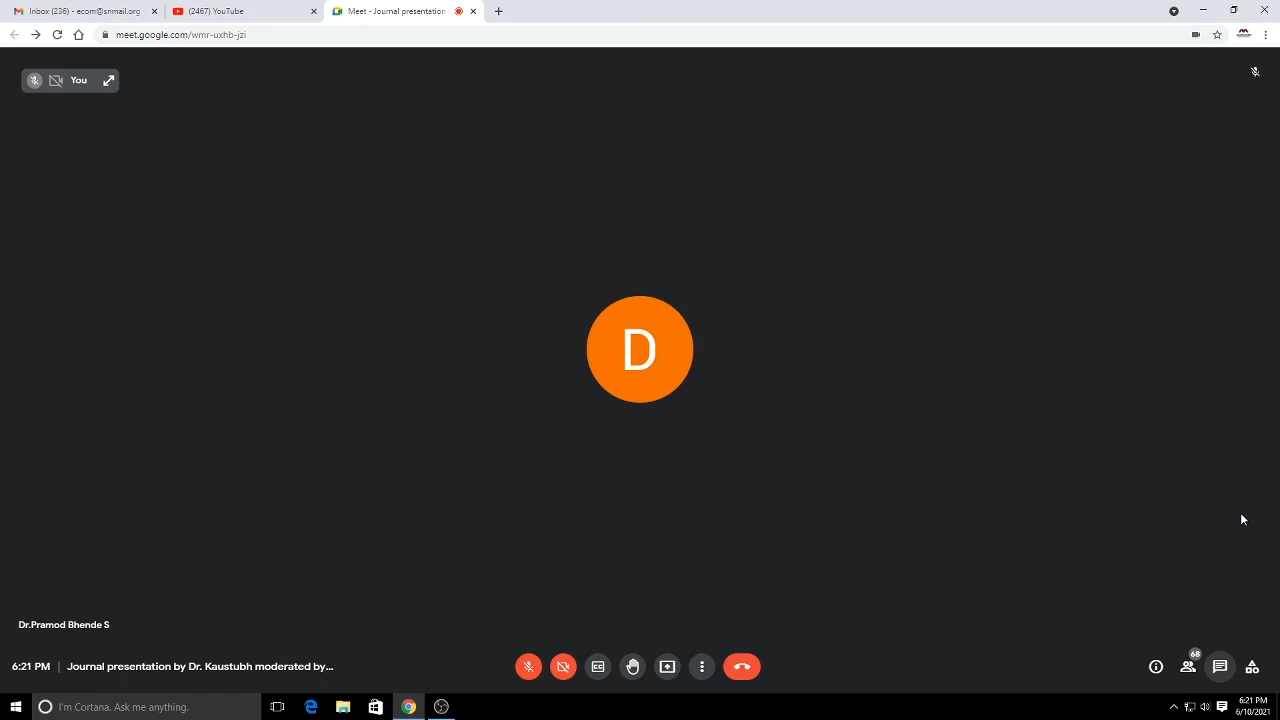 Inbox (236) - ecom@snmail.org
(2467) YouTube
Meet - Journal presentation
meet.google.com/wmr-uxhb-jzi
You
D
Dr.Pramod Bhende S
6:21 PM | Journal presentation by Dr. Kaustubh moderated by...
68
I'm Cortana. Ask me anything.
6:21 PM
6/10/2021